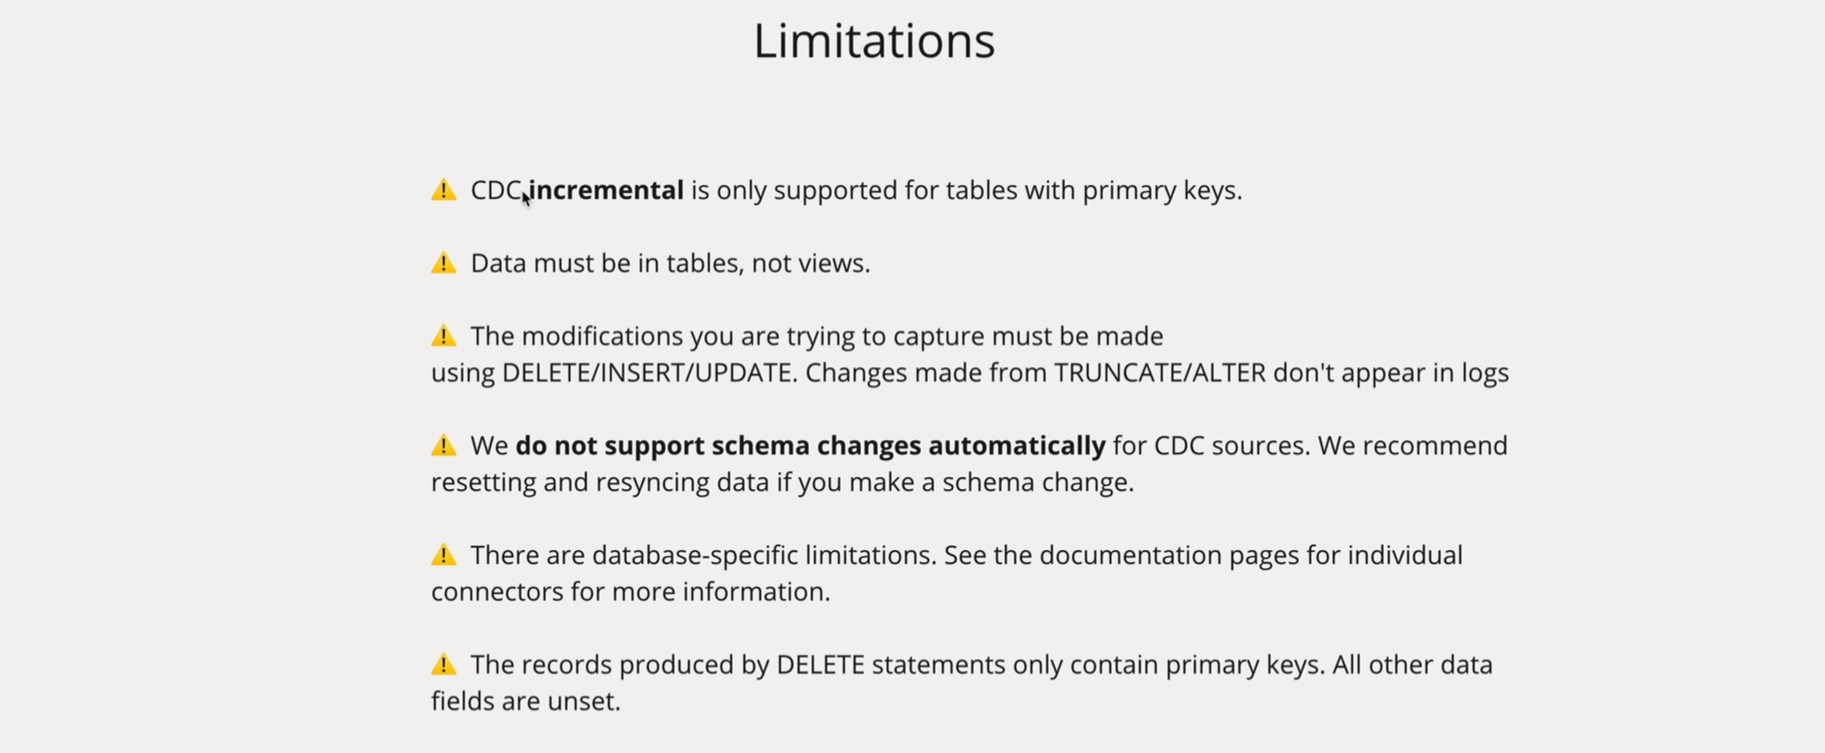 Limitations
⚠ CDC incremental is only supported for tables with primary keys.
⚠ Data must be in tables, not views.
⚠ The modifications you are trying to capture must be made
using DELETE/INSERT/UPDATE. Changes made from TRUNCATE/ALTER don't appear in logs
⚠ We do not support schema changes automatically for CDC sources. We recommend
resetting and resyncing data if you make a schema change.
⚠ There are database-specific limitations. See the documentation pages for individual
connectors for more information.
⚠ The records produced by DELETE statements only contain primary keys. All other data
fields are unset.